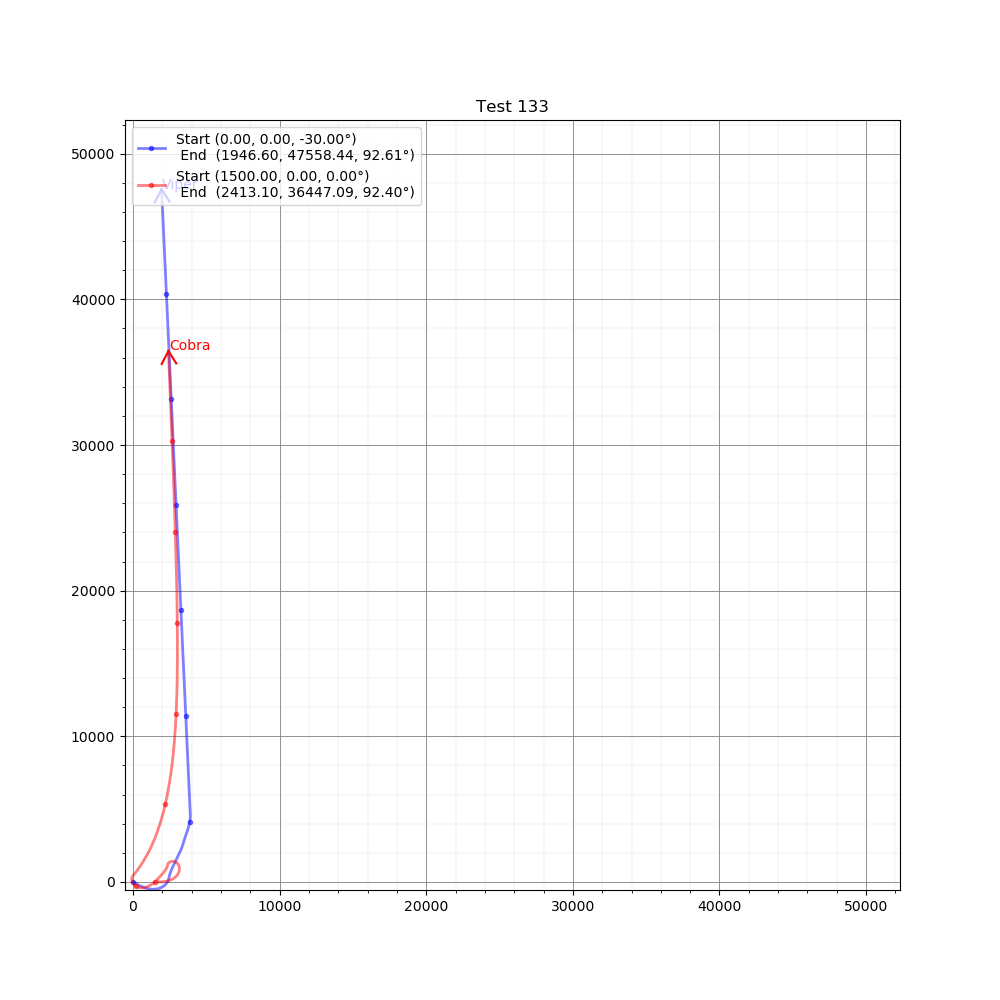 Test 133
Start (0.00, 0.00, -30.00°)
End  (1946.60, 47558.44, 92.61°)
Start (1500.00, 0.00, 0.00°)
End  (2413.10, 36447.09, 92.40°)
Viper
Cobra
50000
40000
30000
20000
10000
0
0
10000
20000
30000
40000
50000